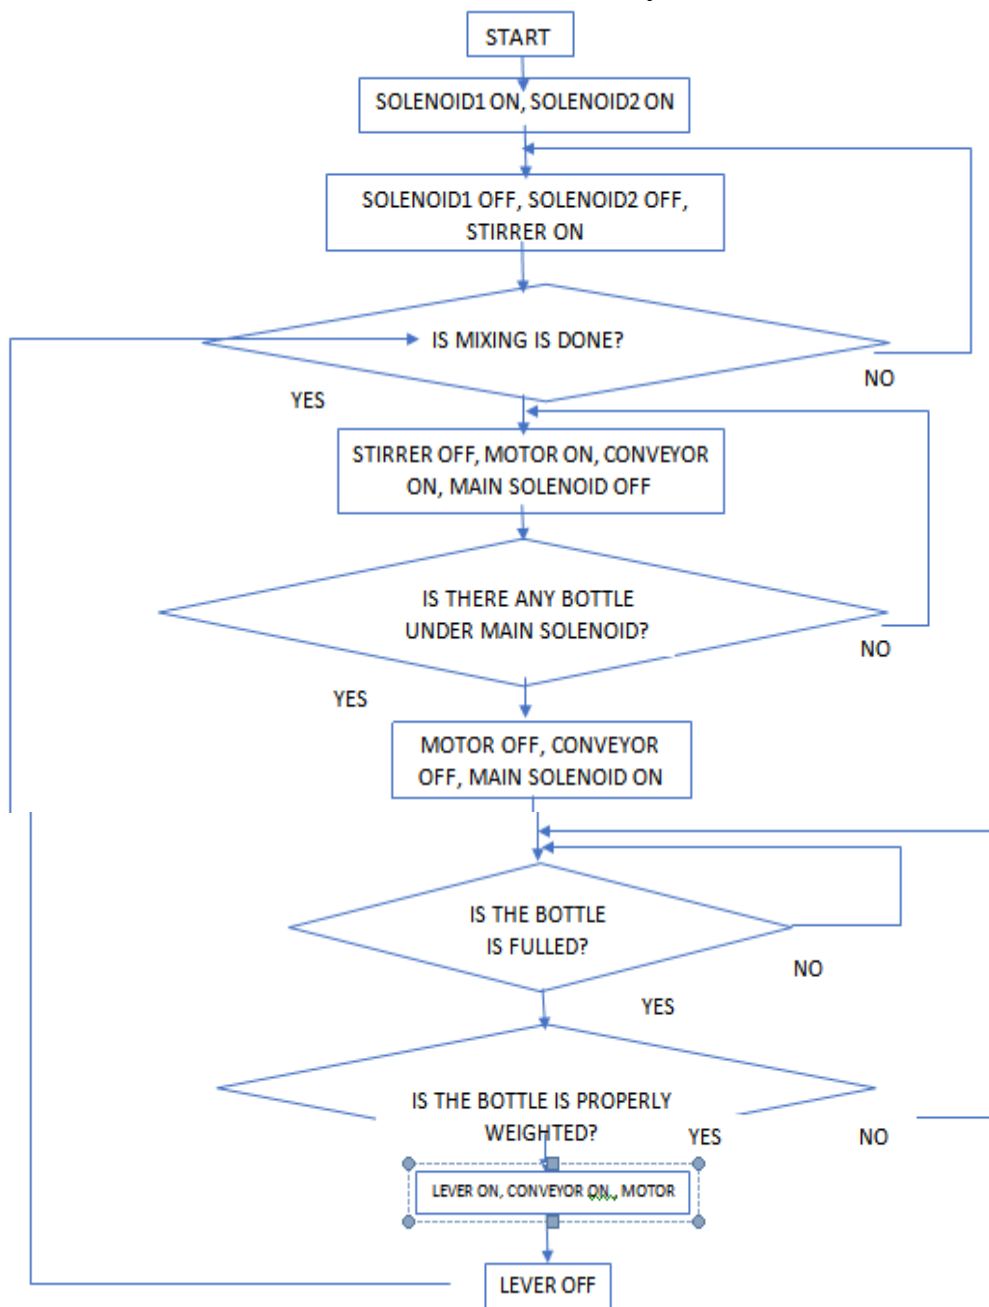 START
SOLENOID1 ON, SOLENOID2 ON
SOLENOID1 OFF, SOLENOID2 OFF,
STIRRER ON
IS MIXING IS DONE?
NO
YES
STIRRER OFF, MOTOR ON, CONVEYOR
ON, MAIN SOLENOID OFF
IS THERE ANY BOTTLE
UNDER MAIN SOLENOID?
NO
YES
MOTOR OFF, CONVEYOR
OFF, MAIN SOLENOID ON
IS THE BOTTLE
IS FULLED?
NO
YES
IS THE BOTTLE IS PROPERLY
WEIGHTED?
YES
NO
LEVER ON, CONVEYOR ON , MOTOR
LEVER OFF